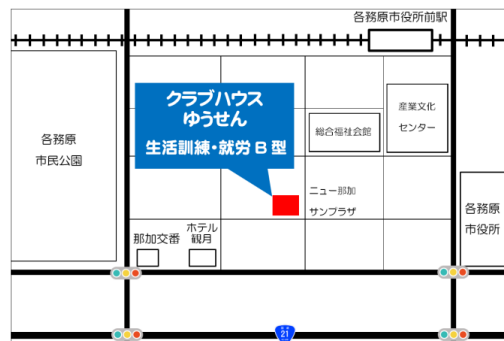 各務原市役所前駅
クラブハウス
ゆうせん
生活訓練・就労B型
産業文化
センター
総合福祉会館
各務原
市民公園
ニュー那加
サンプラザ
各務原
市役所
ホテル
観月
那加交番
21